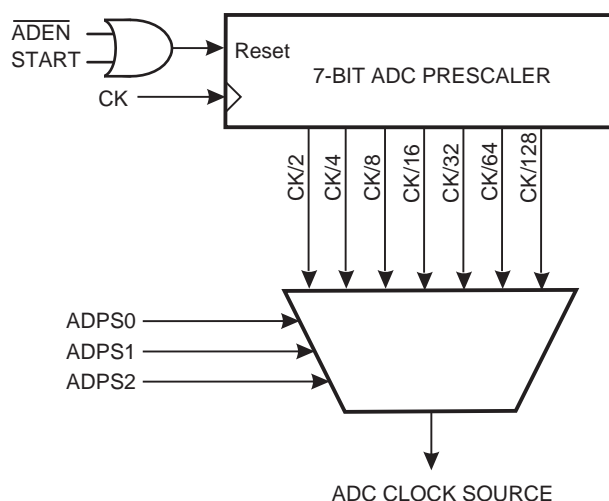 ADEN
START
Reset
7-BIT ADC PRESCALER
CK
CK/2
CK/4
CK/8
CK/16
CK/32
CK/64
CK/128
ADPS0
ADPS1
ADPS2
ADC CLOCK SOURCE